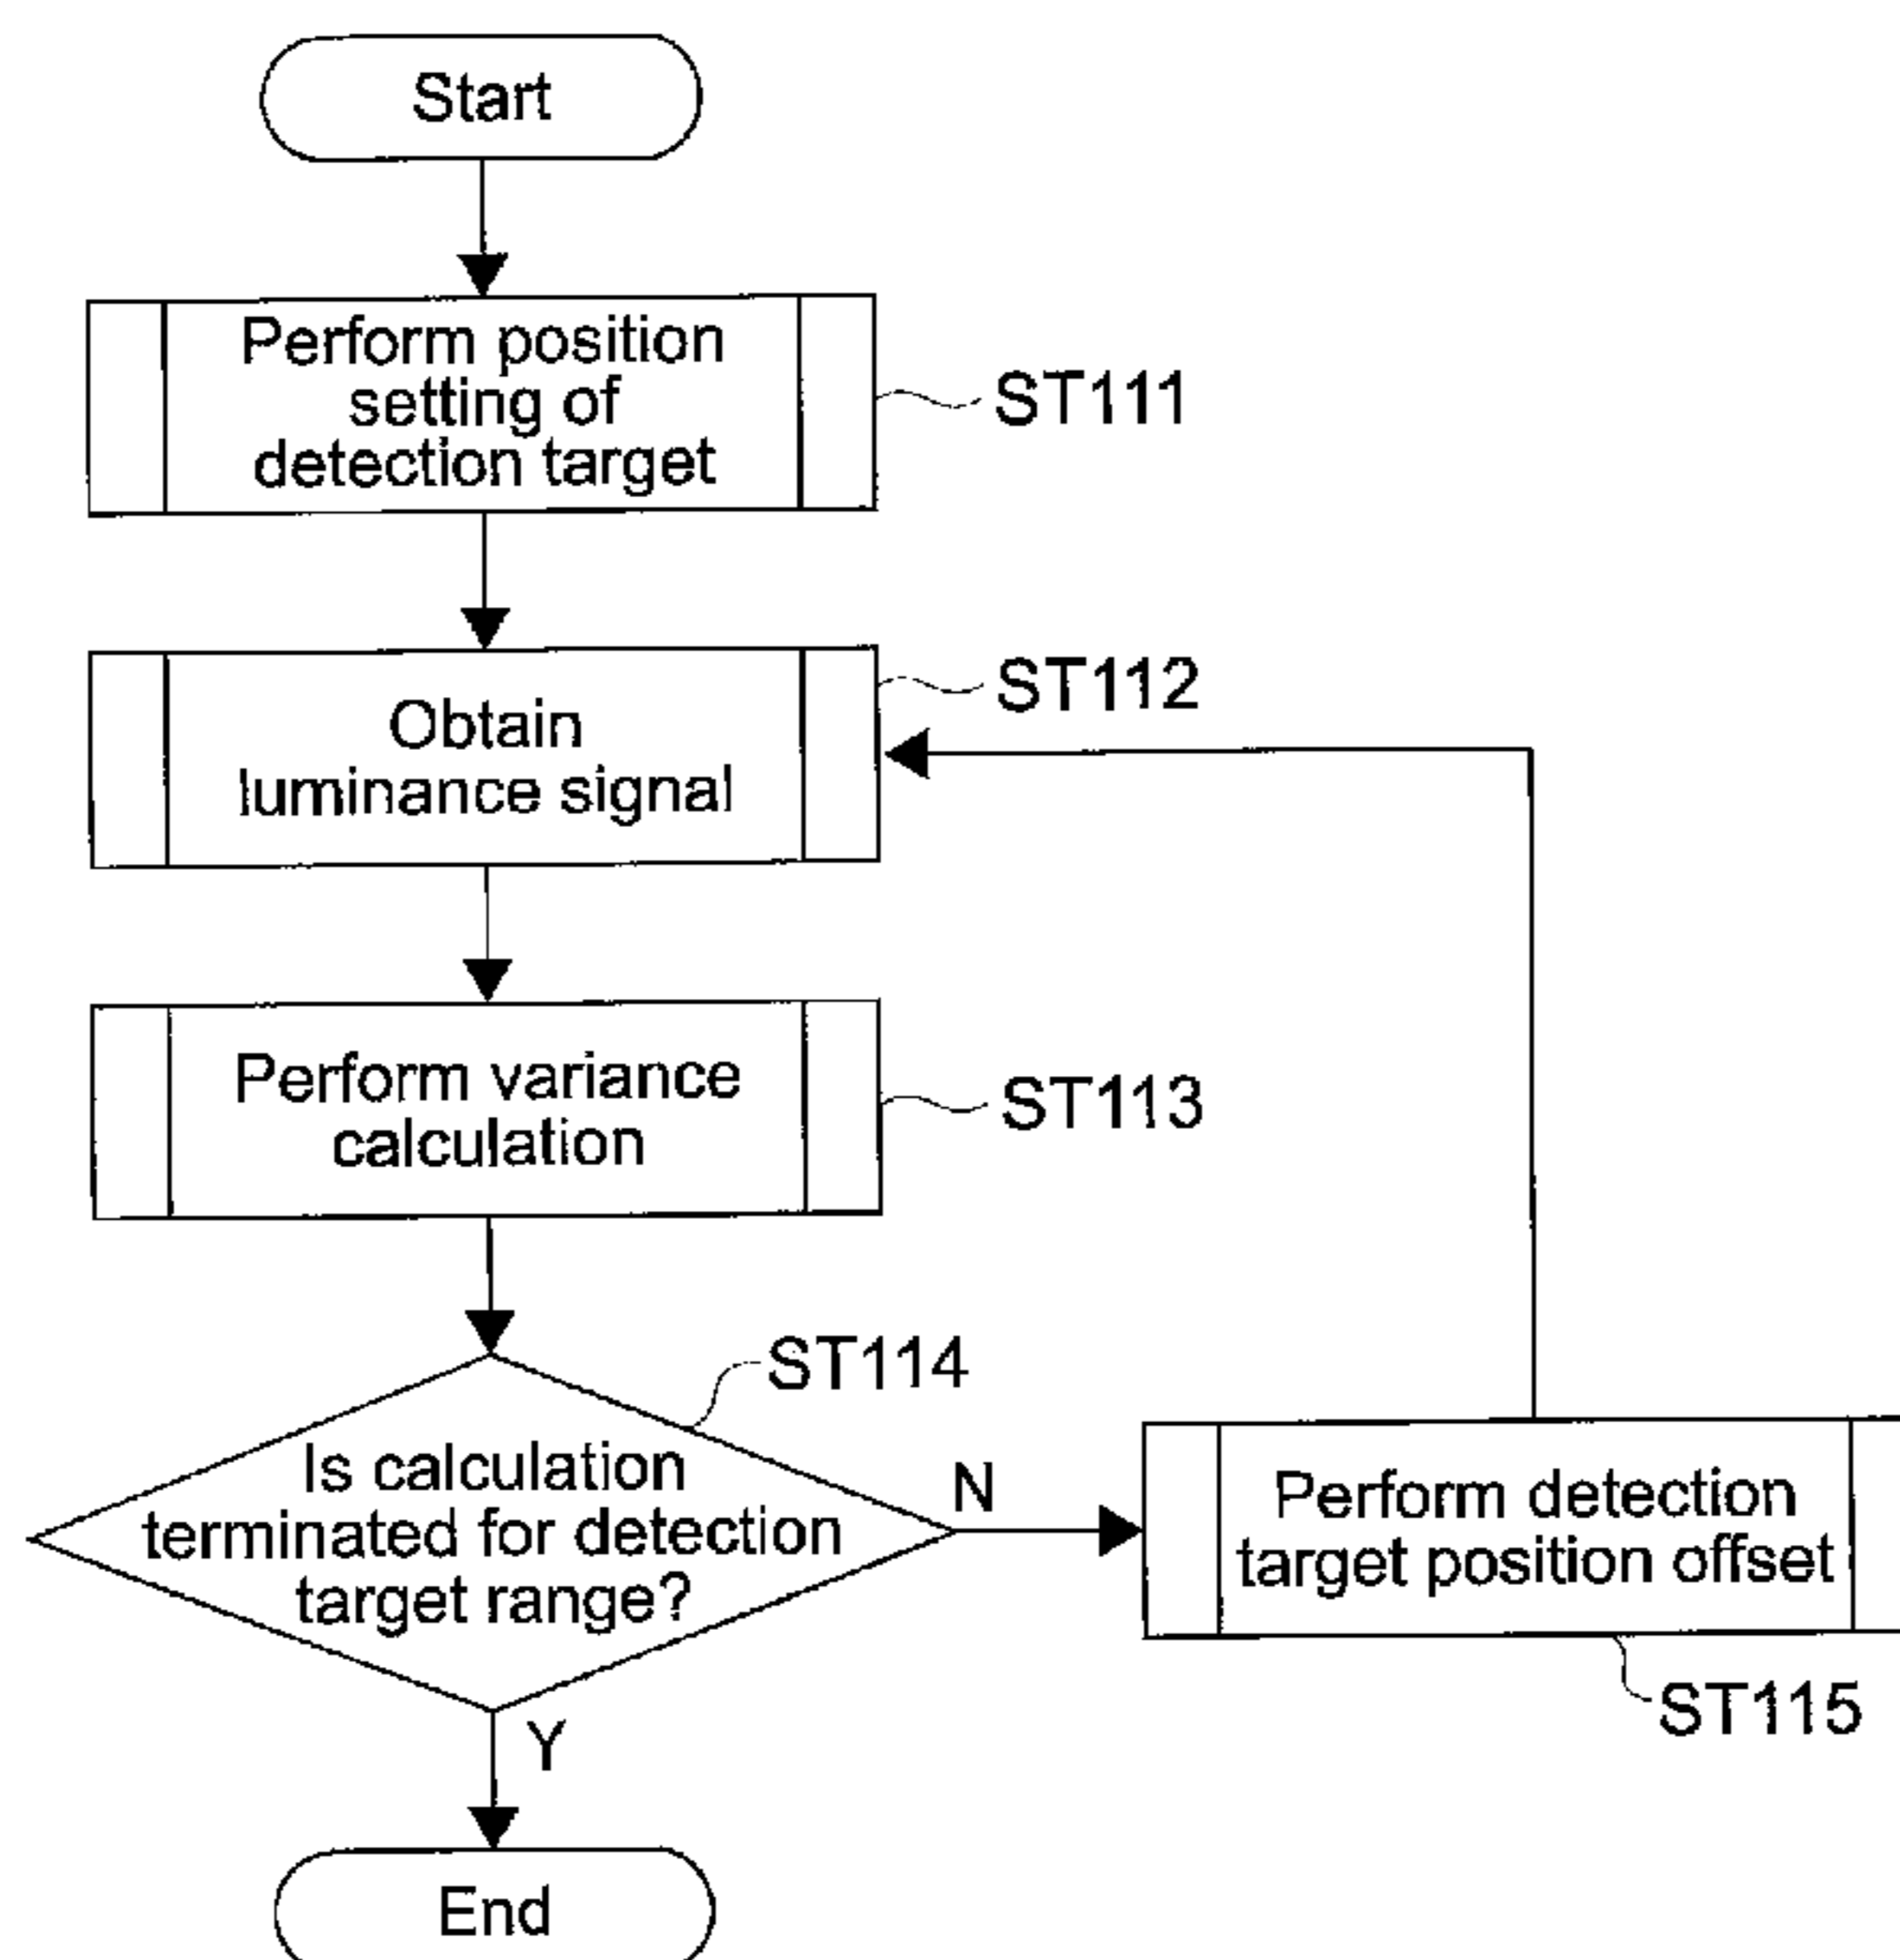 Start
Perform position
setting of
detection target
ST111
Obtain
luminance signal
ST112
Perform variance
calculation
ST113
Is calculation
terminated for detection
target range?
ST114
N
Perform detection
target position offset
ST115
Y
End